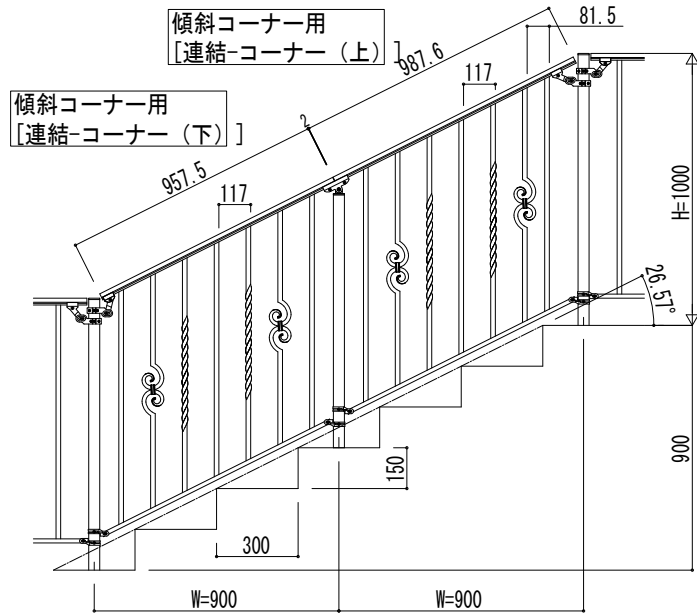 傾斜コーナー用
[連結-コーナー（上）]
傾斜コーナー用
[連結-コーナー（下）]
81.5
987.6
117
2
957.5
117
H=1000
26.57°
900
150
300
W=900
W=900